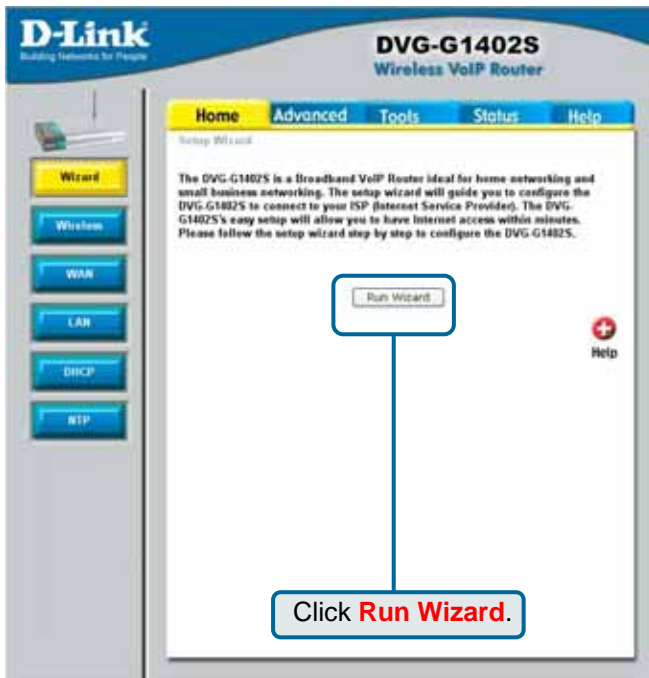 D-Link
Building Networks for People
DVG-G1402S
Wireless VoIP Router
Home Advanced Tools Status Help
Setup Wizard
Wizard
Wireless
WAN
LAN
DHCP
NTP
The DVG-G1402S is a Broadband VoIP Router ideal for home networking and
small business networking. The setup wizard will guide you to configure the
DVG-G1402S to connect to your ISP (Internet Service Provider). The DVG-
G1402S's easy setup will allow you to have Internet access within minutes.
Please follow the setup wizard step by step to configure the DVG-G1402S.
Run Wizard
Help
Click Run Wizard.